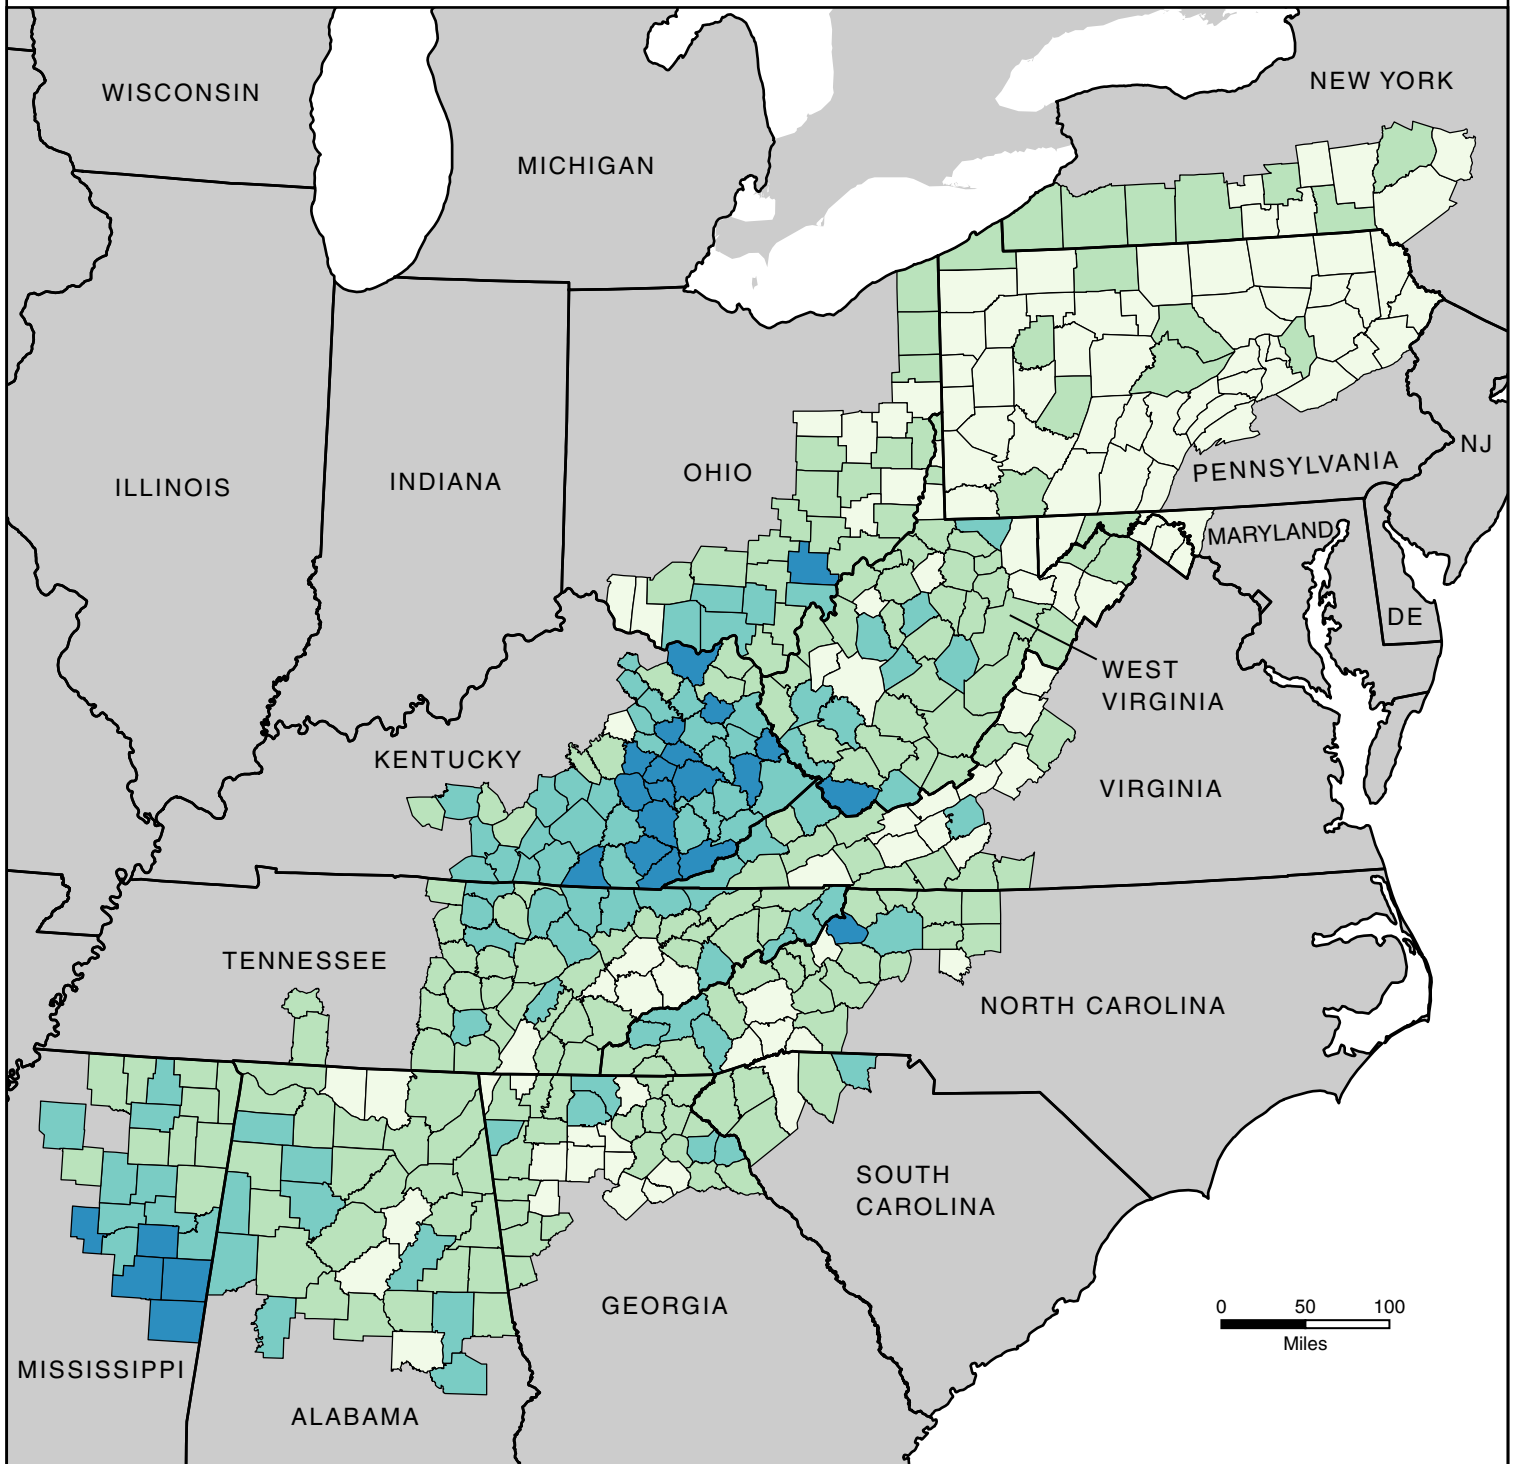 WISCONSIN
NEW YORK
MICHIGAN
ILLINOIS
INDIANA
OHIO
NJ
PENNSYLVANIA
MARYLAND
DE
WEST
VIRGINIA
KENTUCKY
VIRGINIA
TENNESSEE
NORTH CAROLINA
SOUTH
CAROLINA
GEORGIA
0 50 100
Miles
MISSISSIPPI
ALABAMA